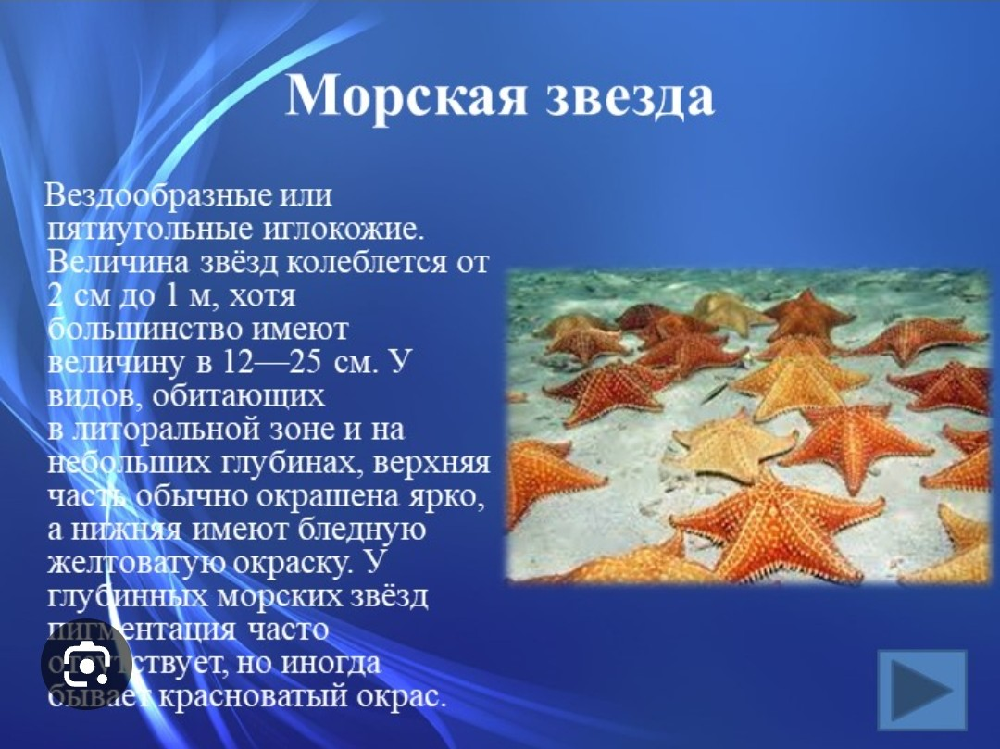 Морская звезда
Вездообразные или
пятиугольные иглокожие.
Величина звёзд колеблется от
2 см до 1 м, хотя
большинство имеют
величину в 12—25 см. У
видов, обитающих
в литоральной зоне и на
небольших глубинах, верхняя
часть обычно окрашена ярко,
а нижняя имеют бледную
желтоватую окраску. У
глубинных морских звёзд
пигментация часто
отсутствует, но иногда
бывает красноватый окрас.